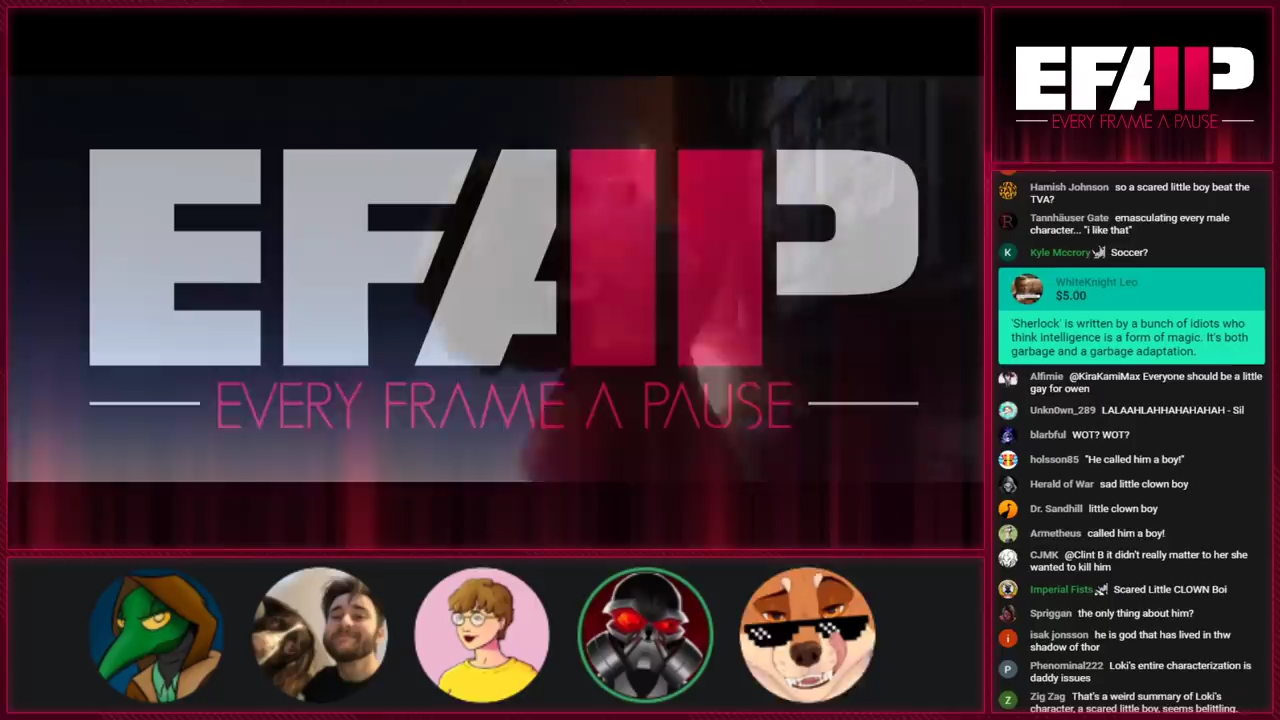 EFAP
EVERY FRAME A PAUSE
EFAP
EVERY FRAME A PAUSE
Hamish Johnson so a scared little boy beat the
TVA?
Tannhäuser Gate emasculating every male
character... "i like that"
K Kyle Mccrory Soccer?
WhiteKnight Leo
$5.00
'Sherlock' is written by a bunch of idiots who
think intelligence is a form of magic. It's both
garbage and a garbage adaptation.
Alfimie @KiraKamiMax Everyone should be a little
gay for owen
Unkn0wn_289 LALAAHLAHHAHAHAHAH - Sil
blarbful WOT? WOT?
holsson85 "He called him a boy!"
Herald of War sad little clown boy
Dr. Sandhill little clown boy
Armetheus called him a boy!
CJMK @Clint B it didn't really matter to her she
wanted to kill him
Imperial Fists Scared Little CLOWN Boi
Spriggan the only thing about him?
i isak jonsson he is god that has lived in thw
shadow of thor
P Phenominal222 Loki's entire characterization is
daddy issues
Z Zig Zag That's a weird summary of Loki's
character, a scared little boy, seems belittling.